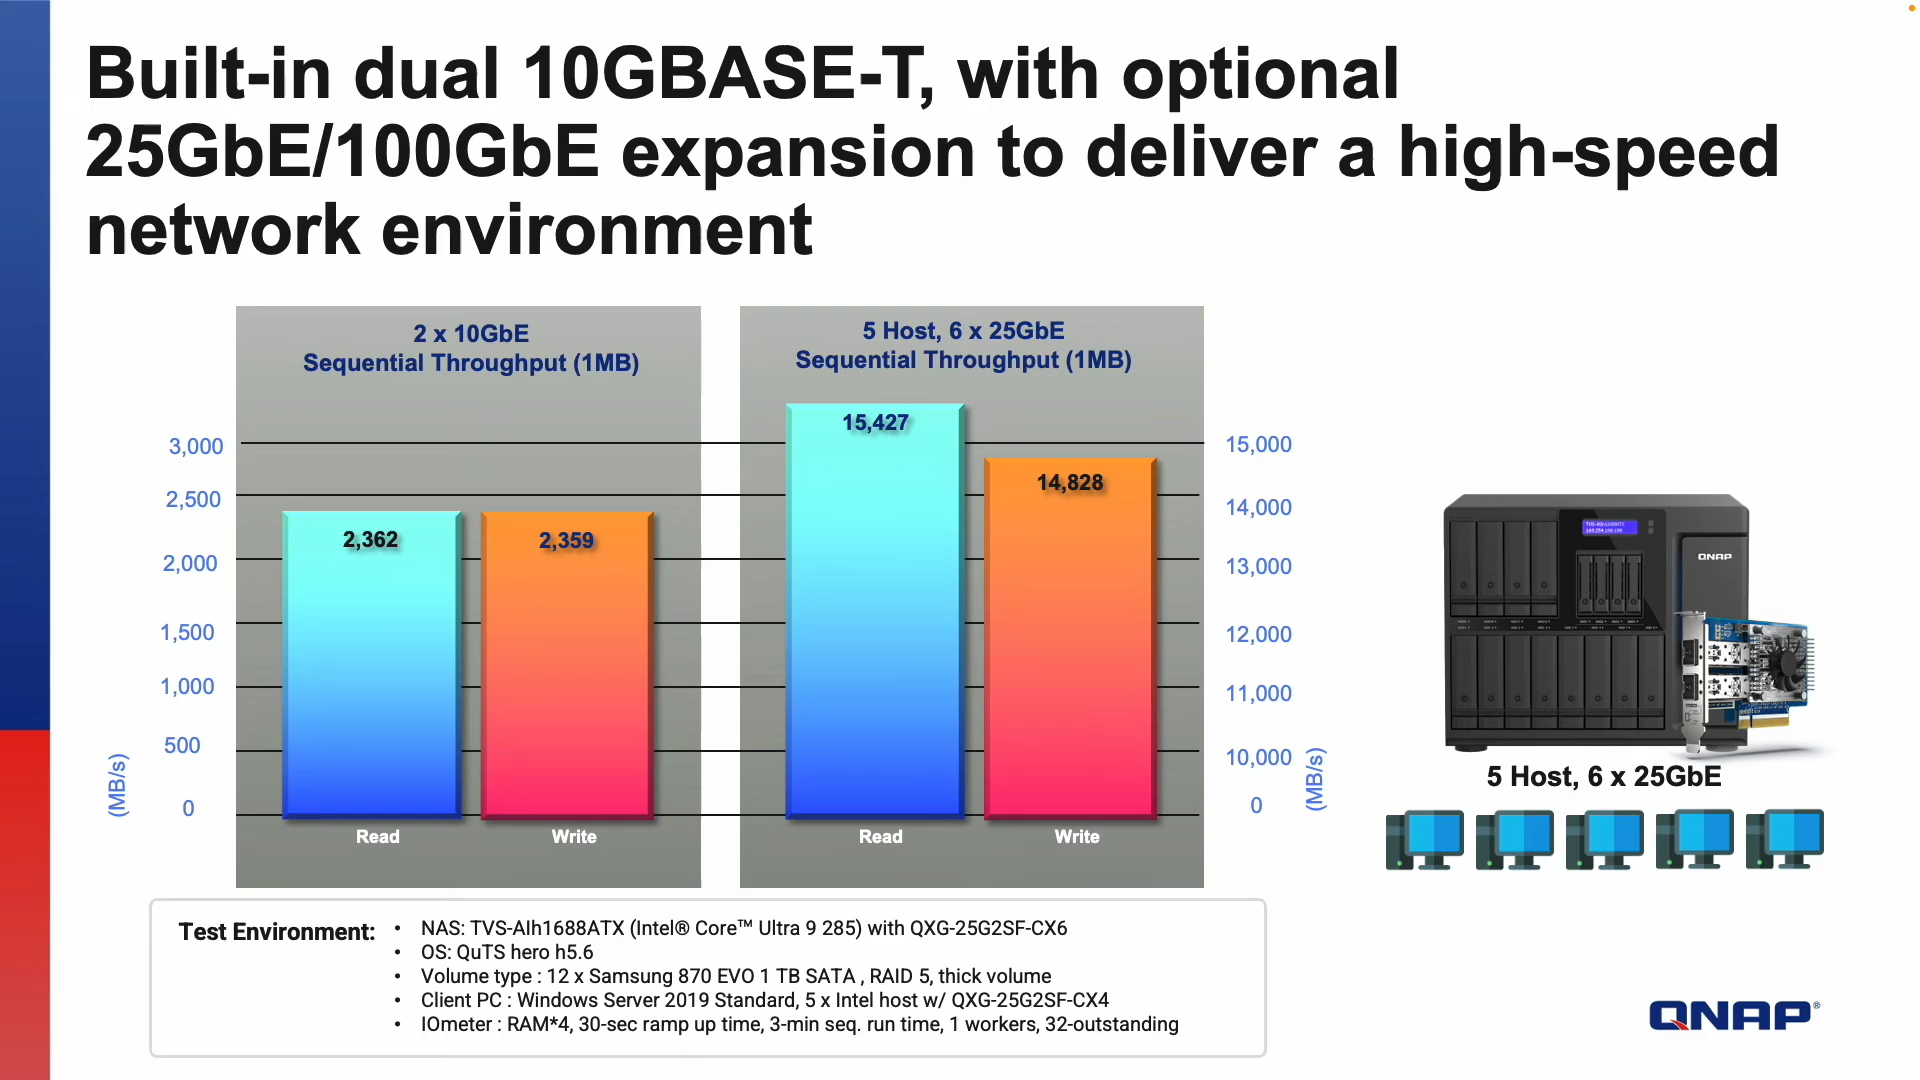 Built-in dual 10GBASE-T, with optional
25GbE/100GbE expansion to deliver a high-speed
network environment
2 x 10GbE
Sequential Throughput (1MB)
3,000
2,500
2,000
1,500
1,000
500
0
(MB/s)
2,362
2,359
Read
Write
5 Host, 6 x 25GbE
Sequential Throughput (1MB)
15,427
14,828
Read
Write
15,000
14,000
13,000
12,000
11,000
10,000
0
(MB/s)
QNAP
5 Host, 6 x 25GbE
Test Environment:
• NAS: TVS-AIh1688ATX (Intel® Core™ Ultra 9 285) with QXG-25G2SF-CX6
• OS: QuTS hero h5.6
• Volume type : 12 x Samsung 870 EVO 1 TB SATA , RAID 5, thick volume
• Client PC : Windows Server 2019 Standard, 5 x Intel host w/ QXG-25G2SF-CX4
• IOmeter : RAM*4, 30-sec ramp up time, 3-min seq. run time, 1 workers, 32-outstanding
QNAP®